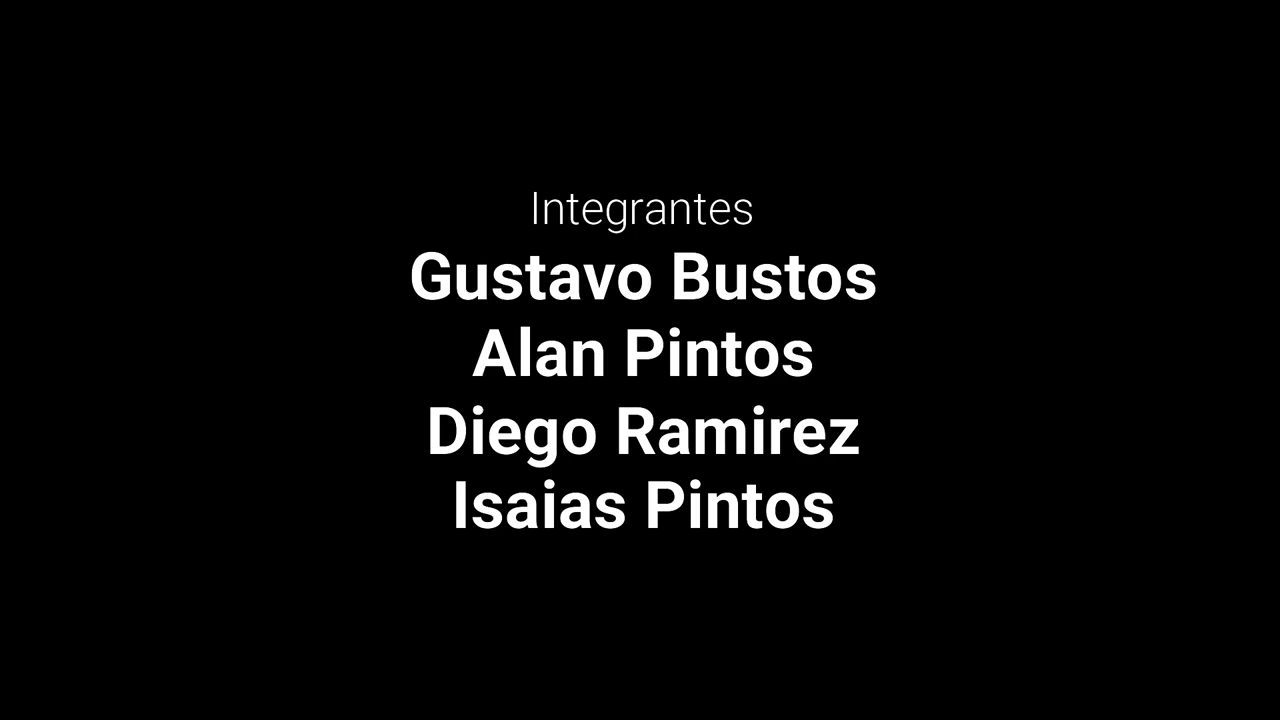 Integrantes
Gustavo Bustos
Alan Pintos
Diego Ramirez
Isaias Pintos